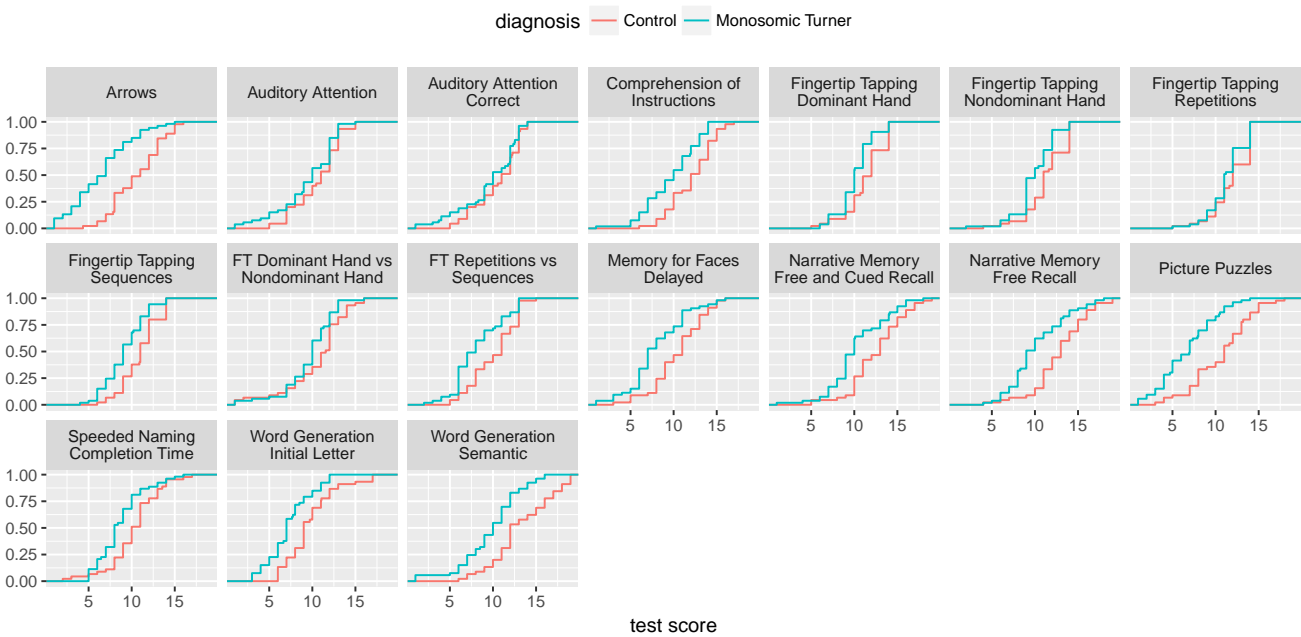 diagnosis Control Monosomic Turner
Arrows
Auditory Attention
Auditory Attention
Correct
Comprehension of
Instructions
Fingertip Tapping
Dominant Hand
Fingertip Tapping
Nondominant Hand
Fingertip Tapping
Repetitions
1.00
0.75
0.50
0.25
0.00
Fingertip Tapping
Sequences
FT Dominant Hand vs
Nondominant Hand
FT Repetitions vs
Sequences
Memory for Faces
Delayed
Narrative Memory
Free and Cued Recall
Narrative Memory
Free Recall
Picture Puzzles
1.00
0.75
0.50
0.25
0.00
5 10 15
5 10 15
5 10 15
5 10 15
Speeded Naming
Completion Time
Word Generation
Initial Letter
Word Generation
Semantic
1.00
0.75
0.50
0.25
0.00
5 10 15
5 10 15
5 10 15
test score